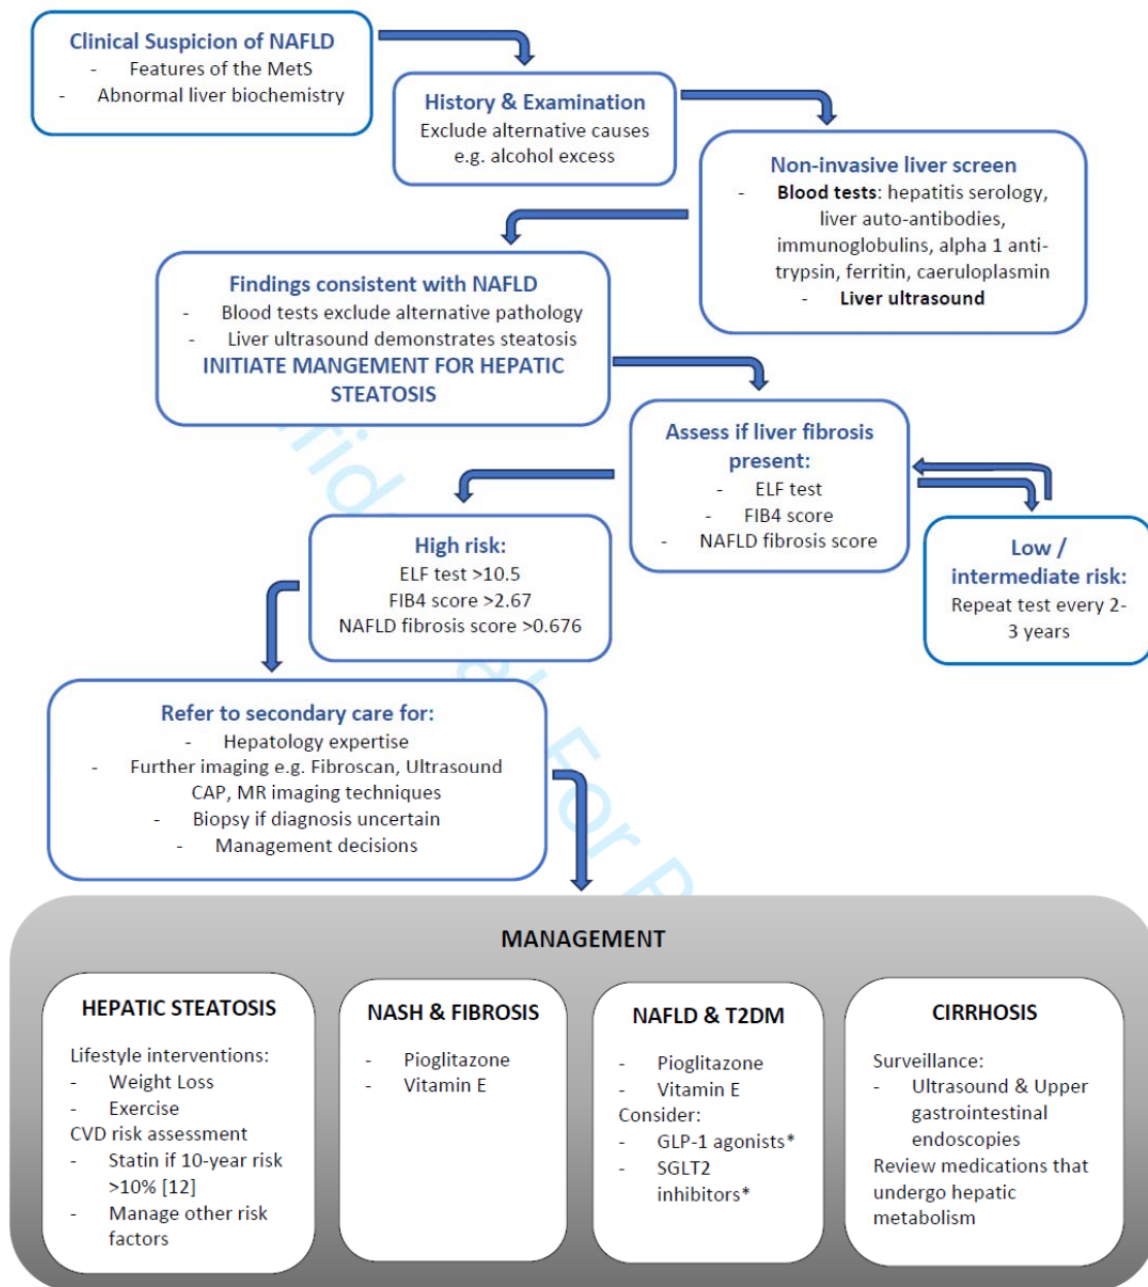 Clinical Suspicion of NAFLD
- Features of the MetS
- Abnormal liver biochemistry
History & Examination
Exclude alternative causes
e.g. alcohol excess
Non-invasive liver screen
- Blood tests: hepatitis serology,
liver auto-antibodies,
immunoglobulins, alpha 1 anti-
trypsin, ferritin, caeruloplasmin
- Liver ultrasound
Findings consistent with NAFLD
- Blood tests exclude alternative pathology
- Liver ultrasound demonstrates steatosis
INITIATE MANGEMENT FOR HEPATIC
STEATOSIS
Assess if liver fibrosis
present:
- ELF test
- FIB4 score
- NAFLD fibrosis score
High risk:
ELF test >10.5
FIB4 score >2.67
NAFLD fibrosis score >0.676
Low /
intermediate risk:
Repeat test every 2-
3 years
Refer to secondary care for:
- Hepatology expertise
- Further imaging e.g. Fibroscan, Ultrasound
CAP, MR imaging techniques
- Biopsy if diagnosis uncertain
- Management decisions
MANAGEMENT
HEPATIC STEATOSIS
Lifestyle interventions:
- Weight Loss
- Exercise
CVD risk assessment
- Statin if 10-year risk
>10% [12]
- Manage other risk
factors
NASH & FIBROSIS
- Pioglitazone
- Vitamin E
NAFLD & T2DM
- Pioglitazone
- Vitamin E
Consider:
- GLP-1 agonists*
- SGLT2
inhibitors*
CIRRHOSIS
Surveillance:
- Ultrasound & Upper
gastrointestinal
endoscopies
Review medications that
undergo hepatic
metabolism
For